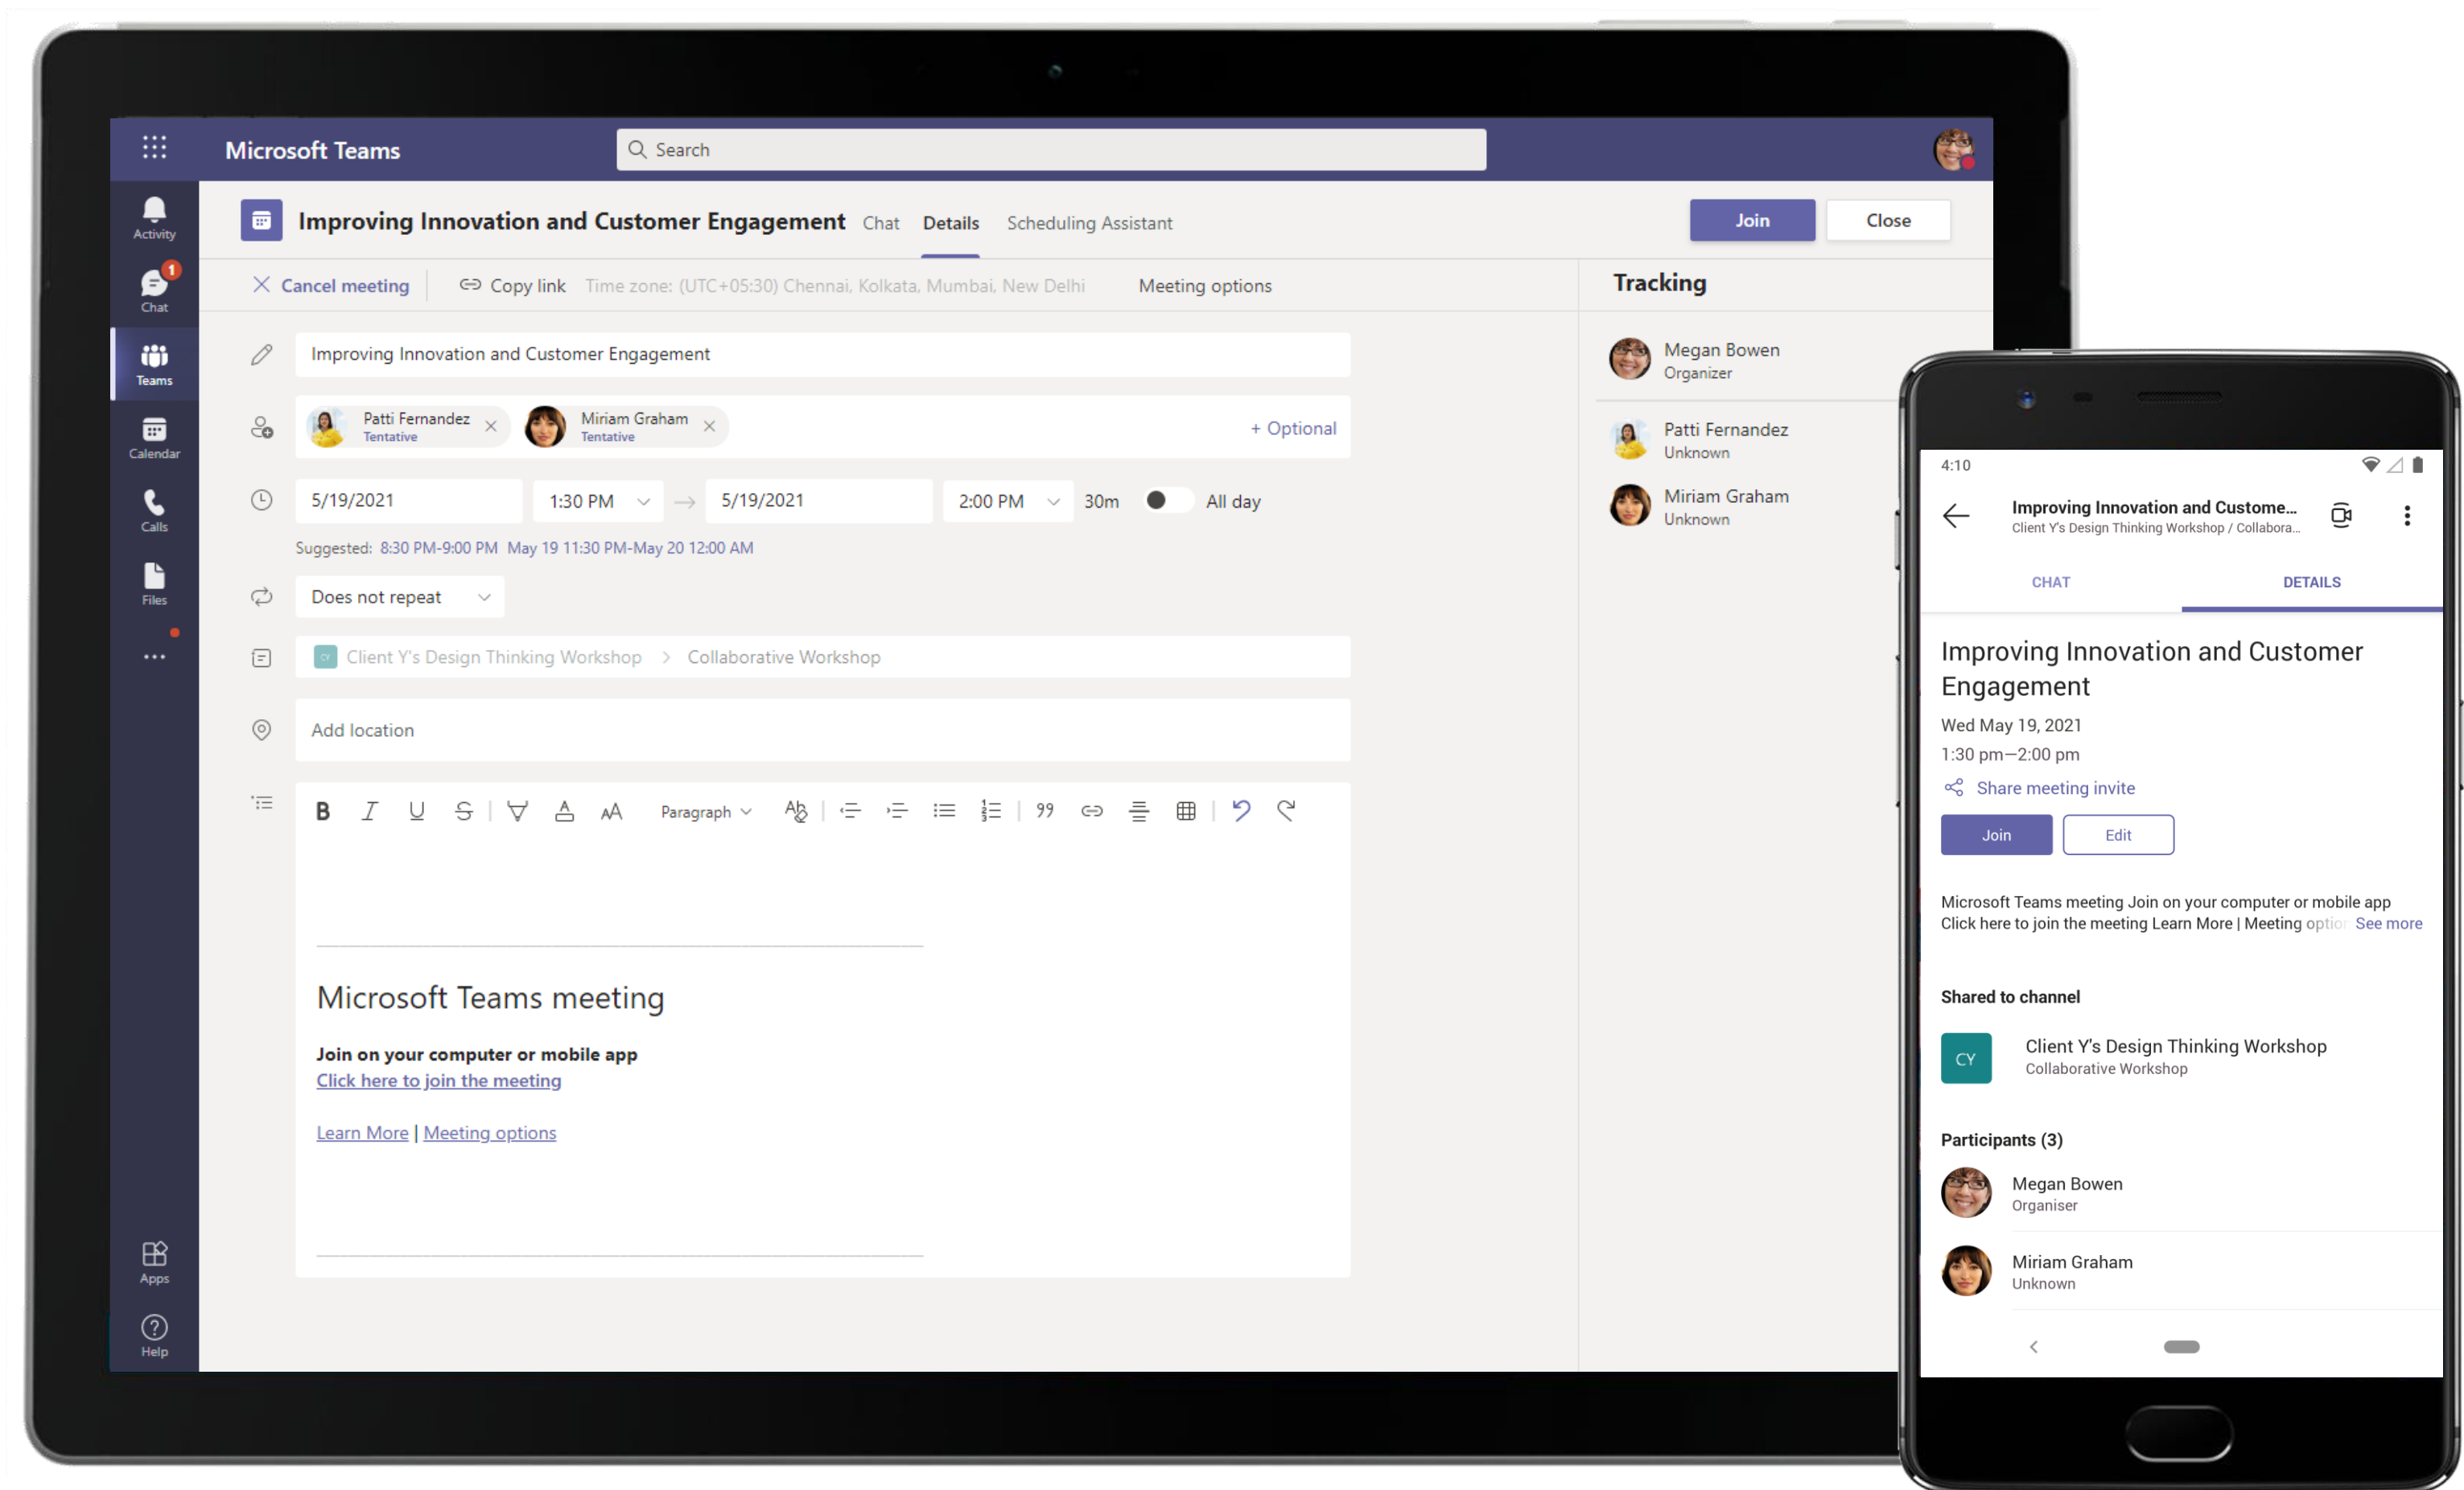 Microsoft Teams
Search
Activity
1
Chat
Teams
Calendar
Calls
Files
Apps
Help
Improving Innovation and Customer Engagement Chat Details Scheduling Assistant
Join Close
Cancel meeting Copy link Time zone: (UTC+05:30) Chennai, Kolkata, Mumbai, New Delhi Meeting options
Improving Innovation and Customer Engagement
Patti Fernandez Miriam Graham
Tentative Tentative
+ Optional
5/19/2021 1:30 PM 5/19/2021 2:00 PM 30m All day
Suggested: 8:30 PM-9:00 PM May 19 11:30 PM-May 20 12:00 AM
Does not repeat
CY Client Y's Design Thinking Workshop > Collaborative Workshop
Add location
Paragraph
Microsoft Teams meeting
Join on your computer or mobile app
Click here to join the meeting
Learn More | Meeting options
Tracking
Megan Bowen
Organizer
Patti Fernandez
Unknown
Miriam Graham
Unknown
4:10
Improving Innovation and Custome...
Client Y's Design Thinking Workshop / Collabora...
CHAT DETAILS
Improving Innovation and Customer
Engagement
Wed May 19, 2021
1:30 pm—2:00 pm
Share meeting invite
Join Edit
Microsoft Teams meeting Join on your computer or mobile app
Click here to join the meeting Learn More | Meeting optio See more
Shared to channel
CY
Client Y's Design Thinking Workshop
Collaborative Workshop
Participants (3)
Megan Bowen
Organiser
Miriam Graham
Unknown